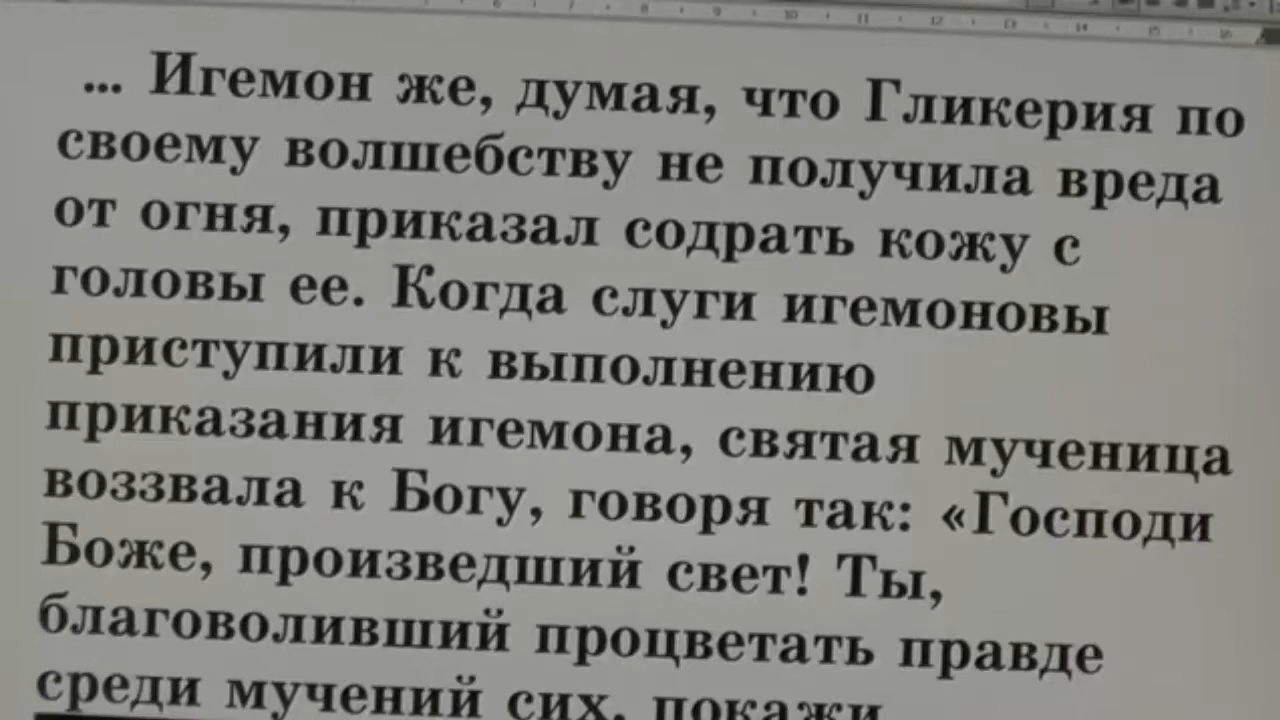 ... Игемон же, думая, что Гликерия по
своему волшебству не получила вреда
от огня, приказал содрать кожу с
головы ее. Когда слуги игемоновы
приступили к выполнению
приказания игемона, святая мученица
воззвала к Богу, говоря так: «Господи
Боже, произведший свет! Ты,
благоволивший процветать правде
среди мучений сих, покажи